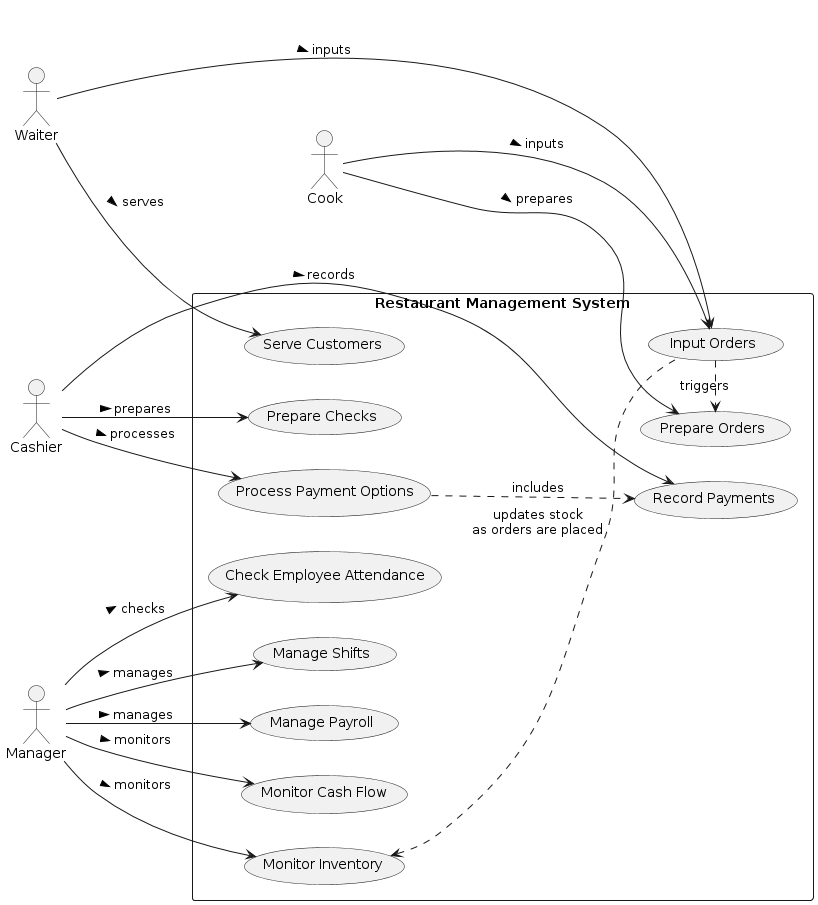 inputs
Waiter
inputs
Cook
prepares
serves
records
Restaurant Management System
Serve Customers
Input Orders
triggers
Cashier
prepares
Prepare Checks
Prepare Orders
processes
Process Payment Options
includes
Record Payments
updates stock
as orders are placed
Check Employee Attendance
checks
Manage Shifts
manages
manages
Manage Payroll
Manager
monitors
Monitor Cash Flow
monitors
Monitor Inventory